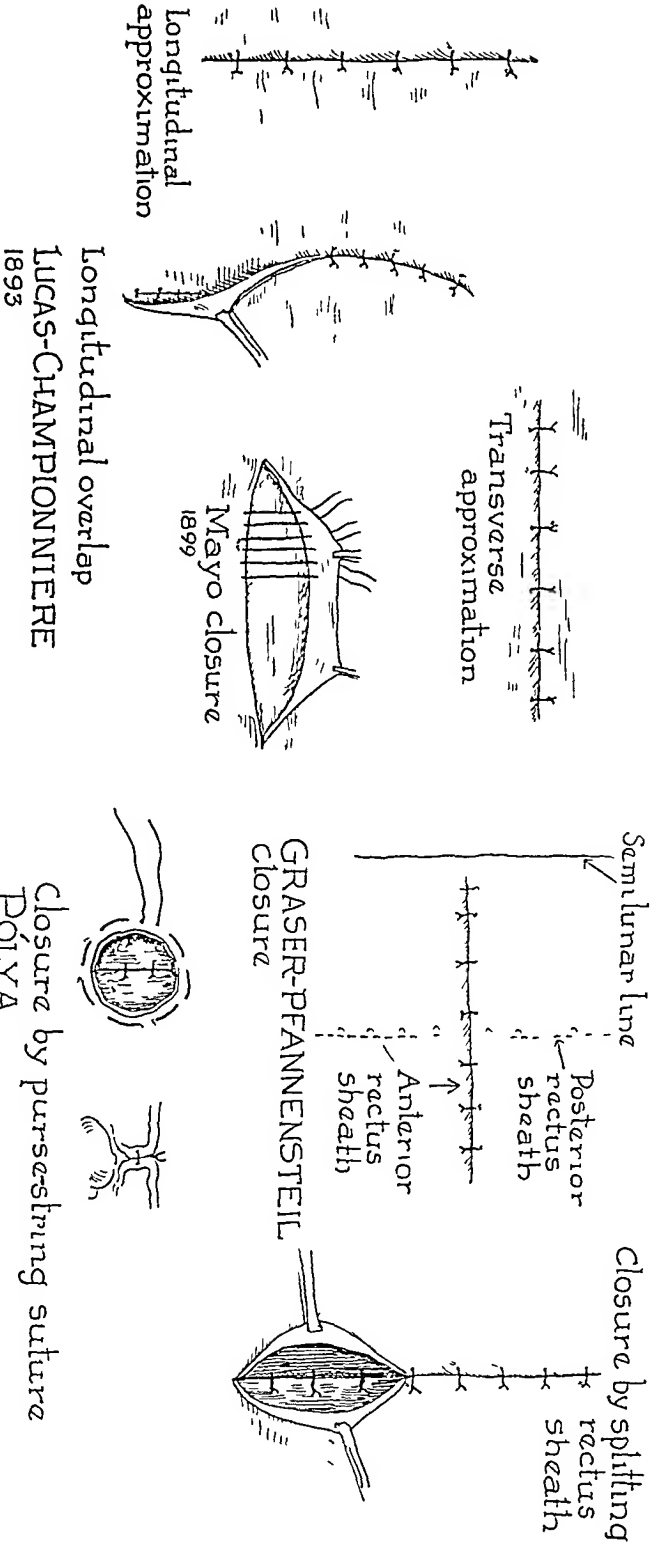 Longitudinal
approximation
Longitudinal overlap
LUCAS-CHAMPIONNIERE
1893
Transverse
approximation
Mayo closure
1899
Semilunar line
Posterior
rectus
sheath
Anterior
rectus
sheath
GRASER-PFANNENSTEIL
closure
Closure by splitting
rectus
sheath
Closure by purse-string suture
PÓLYA